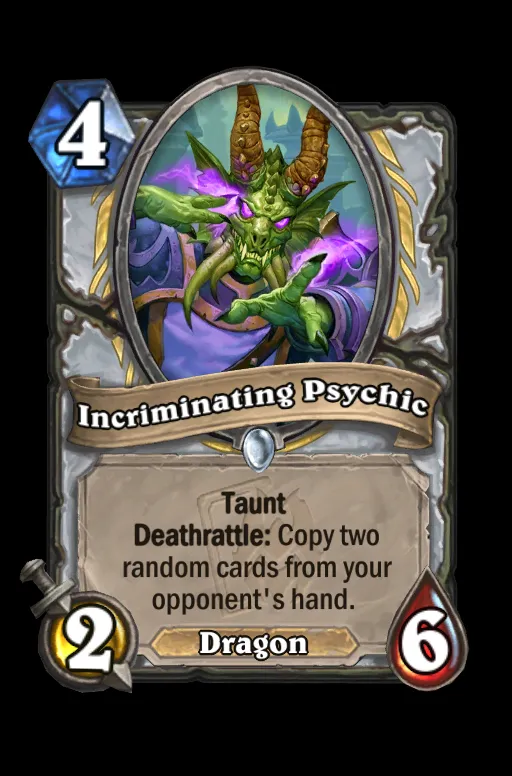 4
Incriminating Psychic
Taunt
Deathrattle: Copy two
random cards from your
opponent's hand.
2
Dragon
6